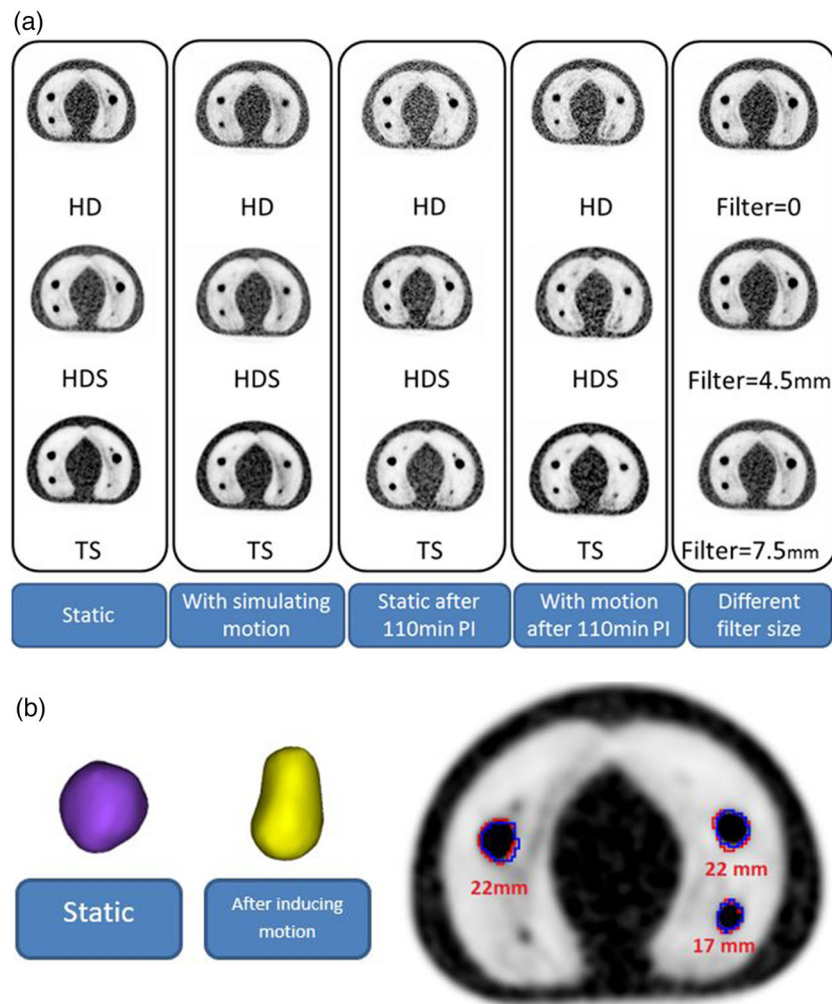 (a)
HD
HD
HD
HD
Filter=0
HDS
HDS
HDS
HDS
Filter=4.5mm
TS
TS
TS
TS
Filter=7.5mm
Static
With simulating
motion
Static after
110min PI
With motion
after 110min PI
Different
filter size
(b)
Static
After inducing
motion
22mm
22 mm
17 mm